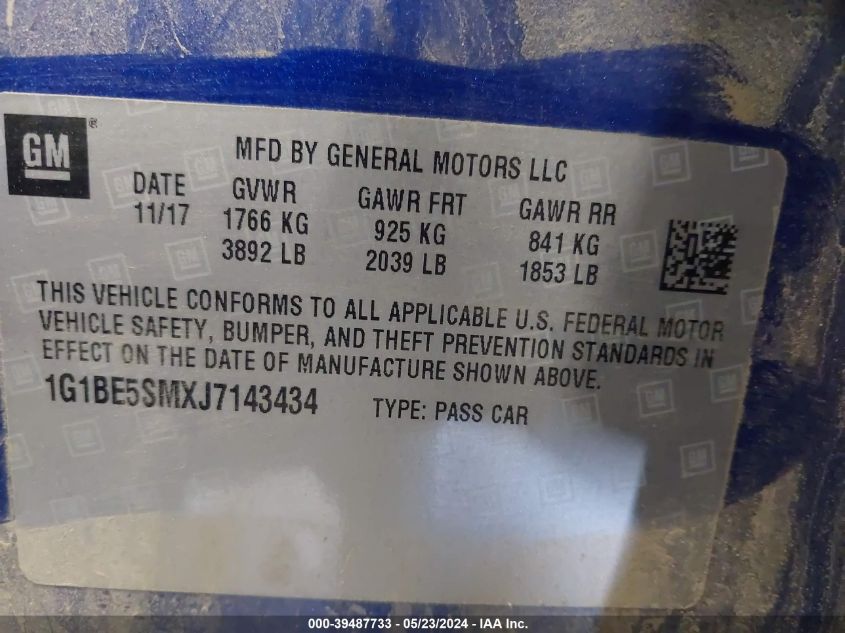 GM®
MFD BY GENERAL MOTORS LLC
DATE GVWR GAWR FRT GAWR RR
11/17 1766 KG 925 KG 841 KG
3892 LB 2039 LB 1853 LB
THIS VEHICLE CONFORMS TO ALL APPLICABLE U.S. FEDERAL MOTOR
VEHICLE SAFETY, BUMPER, AND THEFT PREVENTION STANDARDS IN
EFFECT ON THE DATE OF MANUFACTURE SHOWN ABOVE.
1G1BE5SMXJ7143434 TYPE: PASS CAR
000-39487733 - 05/23/2024 - IAA Inc.